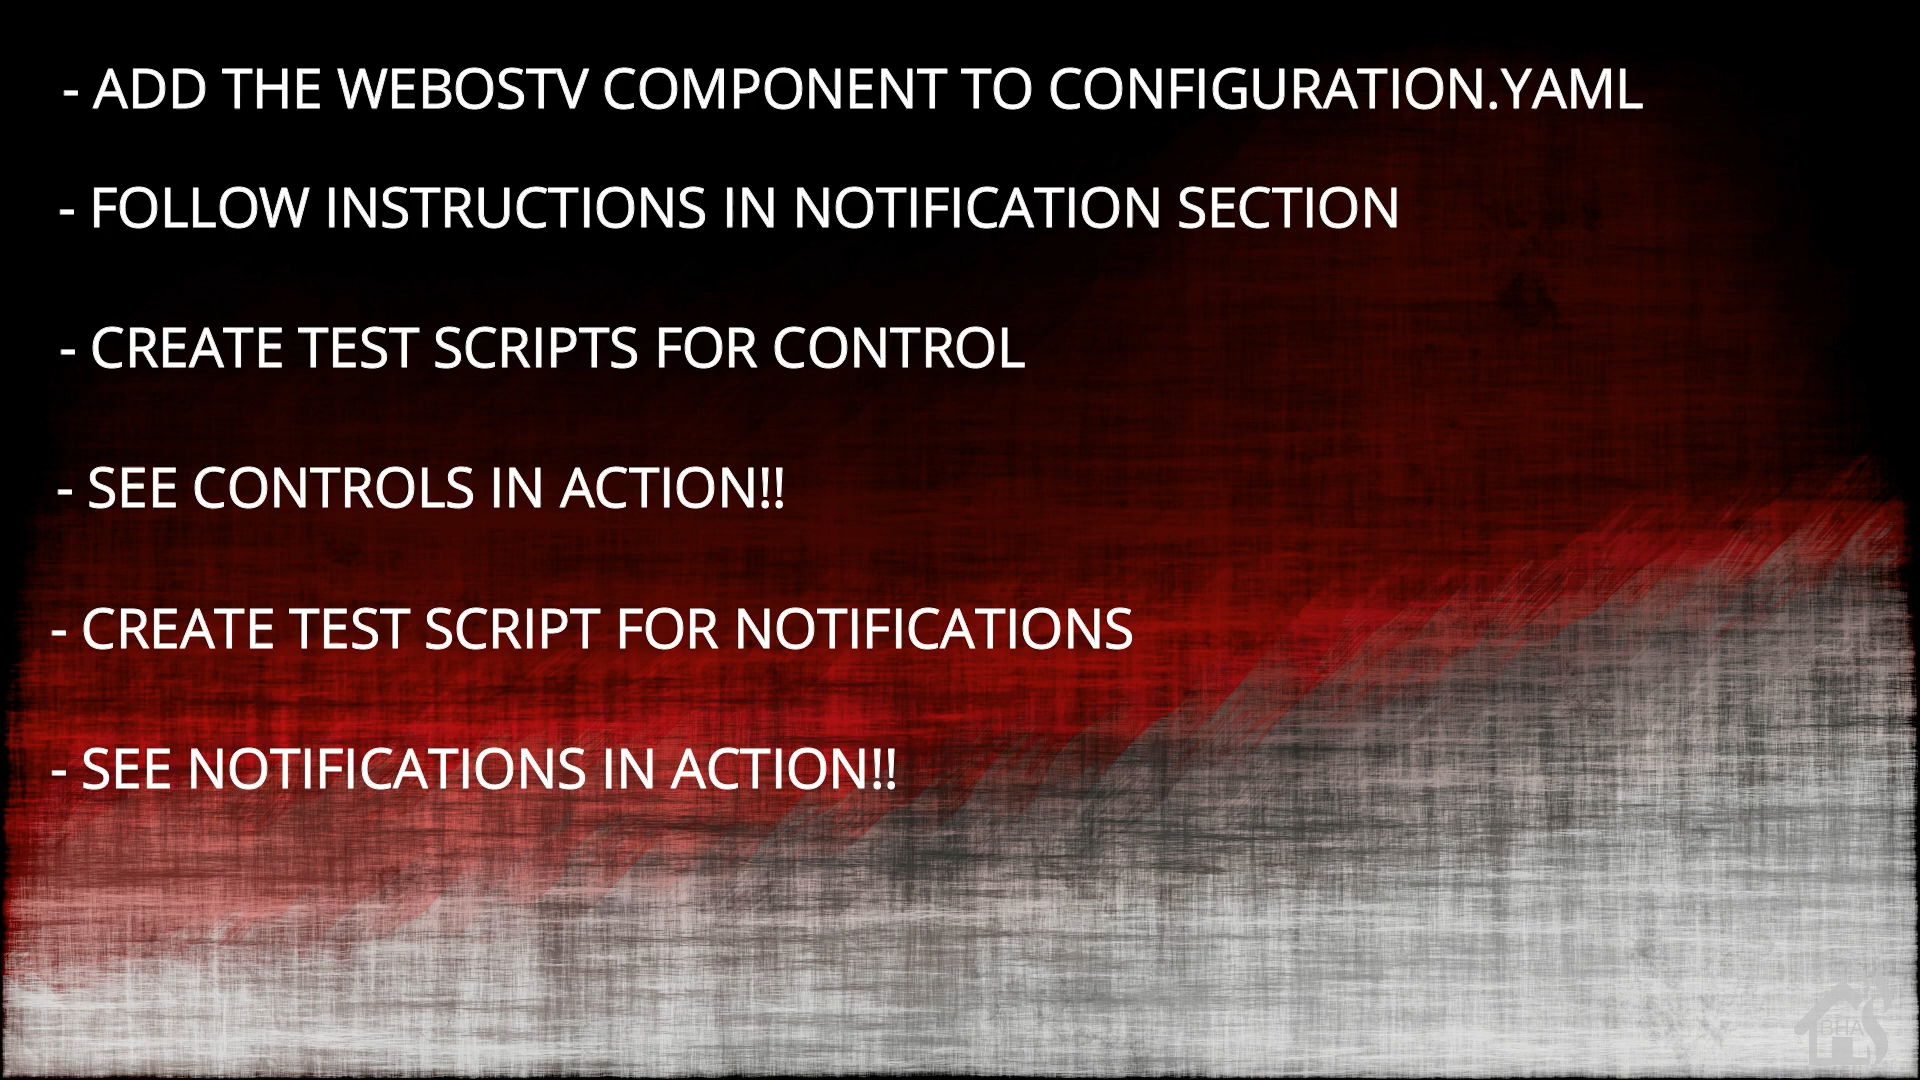 - ADD THE WEBOSTV COMPONENT TO CONFIGURATION.YAML
- FOLLOW INSTRUCTIONS IN NOTIFICATION SECTION
- CREATE TEST SCRIPTS FOR CONTROL
- SEE CONTROLS IN ACTION!!
- CREATE TEST SCRIPT FOR NOTIFICATIONS
- SEE NOTIFICATIONS IN ACTION!!
BHA